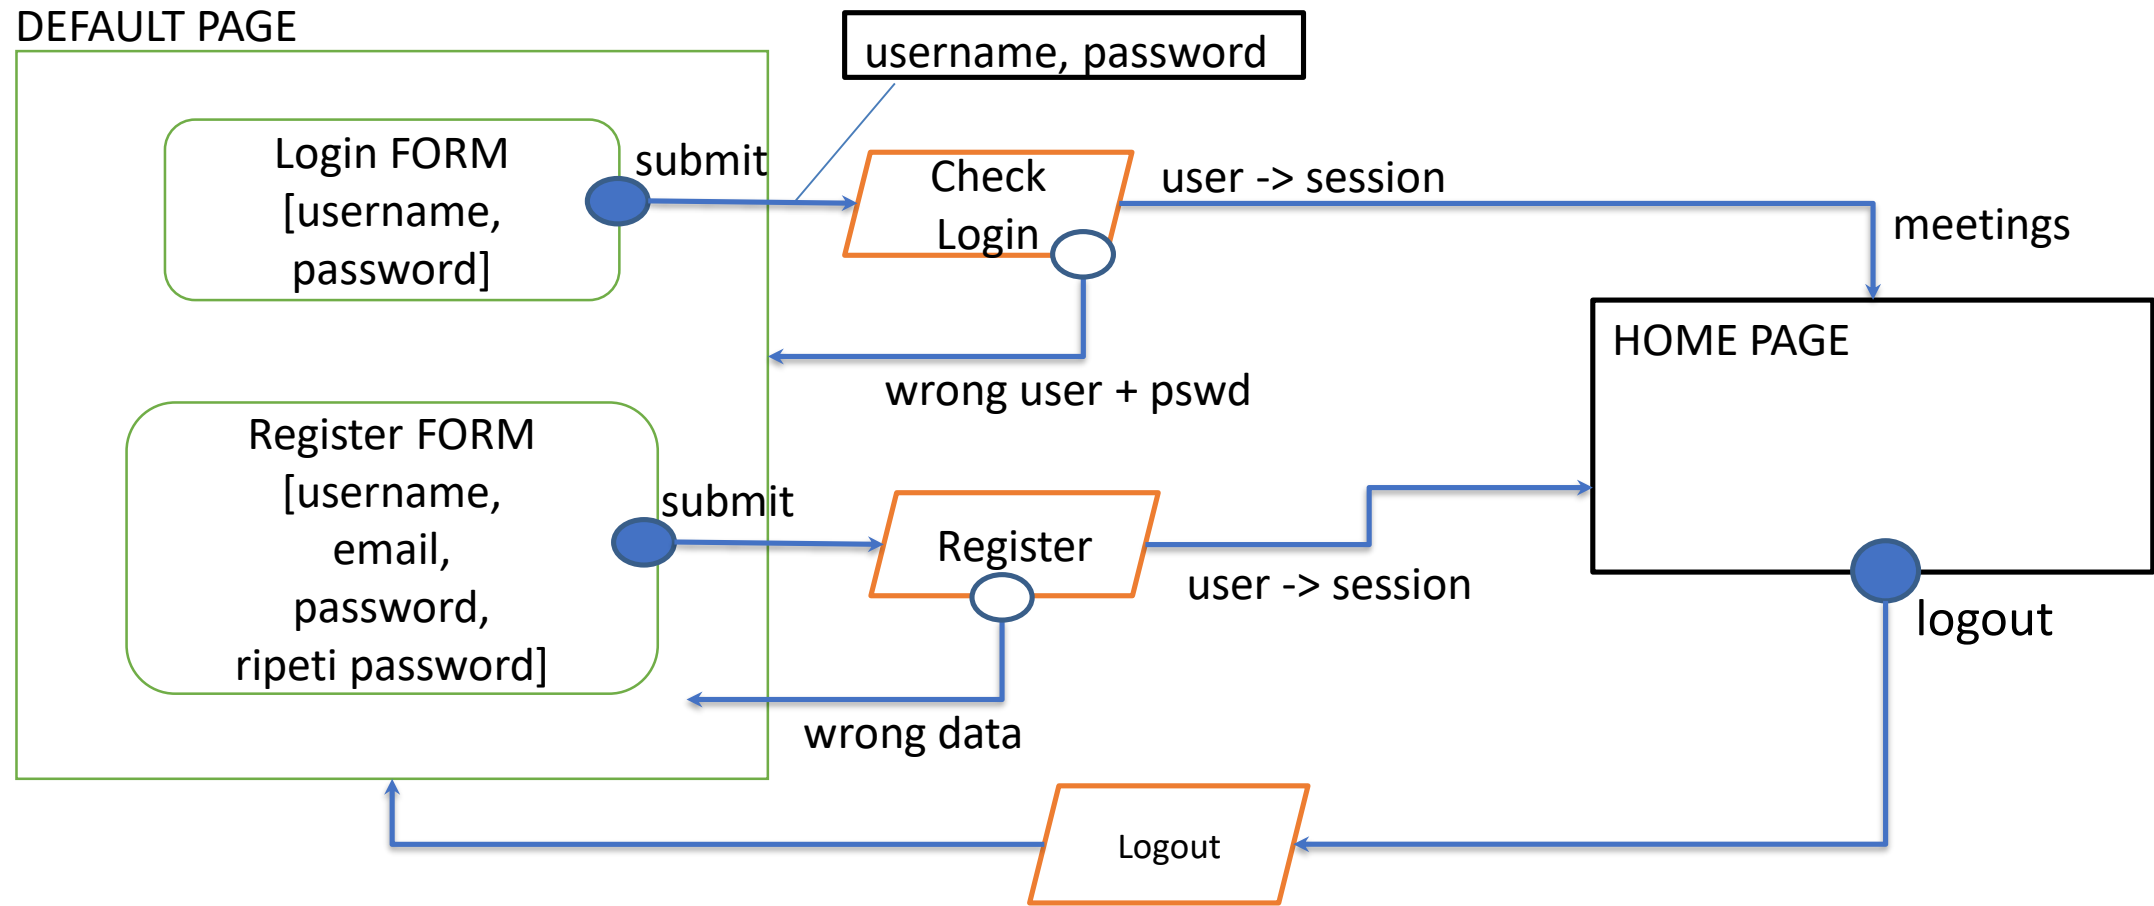 DEFAULT PAGE
username, password
Login FORM
[username,
password]
submit
Check
Login
user -> session
meetings
wrong user + pswd
HOME PAGE
Register FORM
[username,
email,
password,
ripeti password]
submit
Register
user -> session
logout
wrong data
Logout